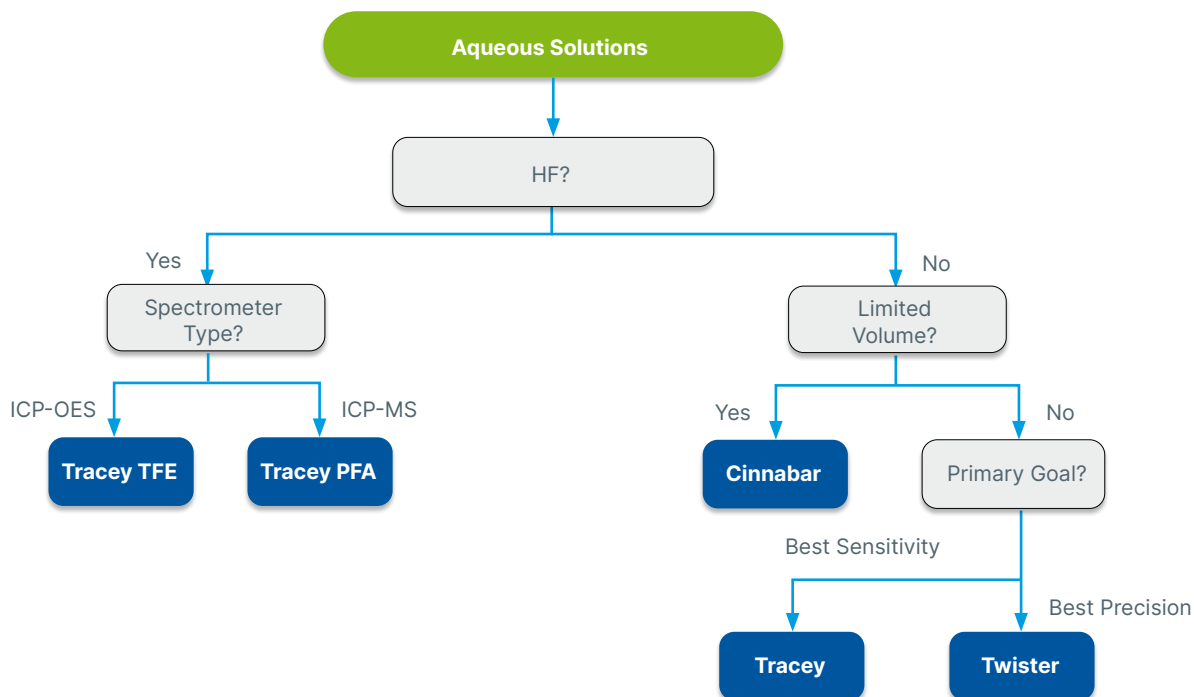 Aqueous Solutions
HF?
Yes
No
Spectrometer
Type?
Limited
Volume?
ICP-OES
ICP-MS
Yes
No
Tracey TFE
Tracey PFA
Cinnabar
Primary Goal?
Best Sensitivity
Best Precision
Tracey
Twister